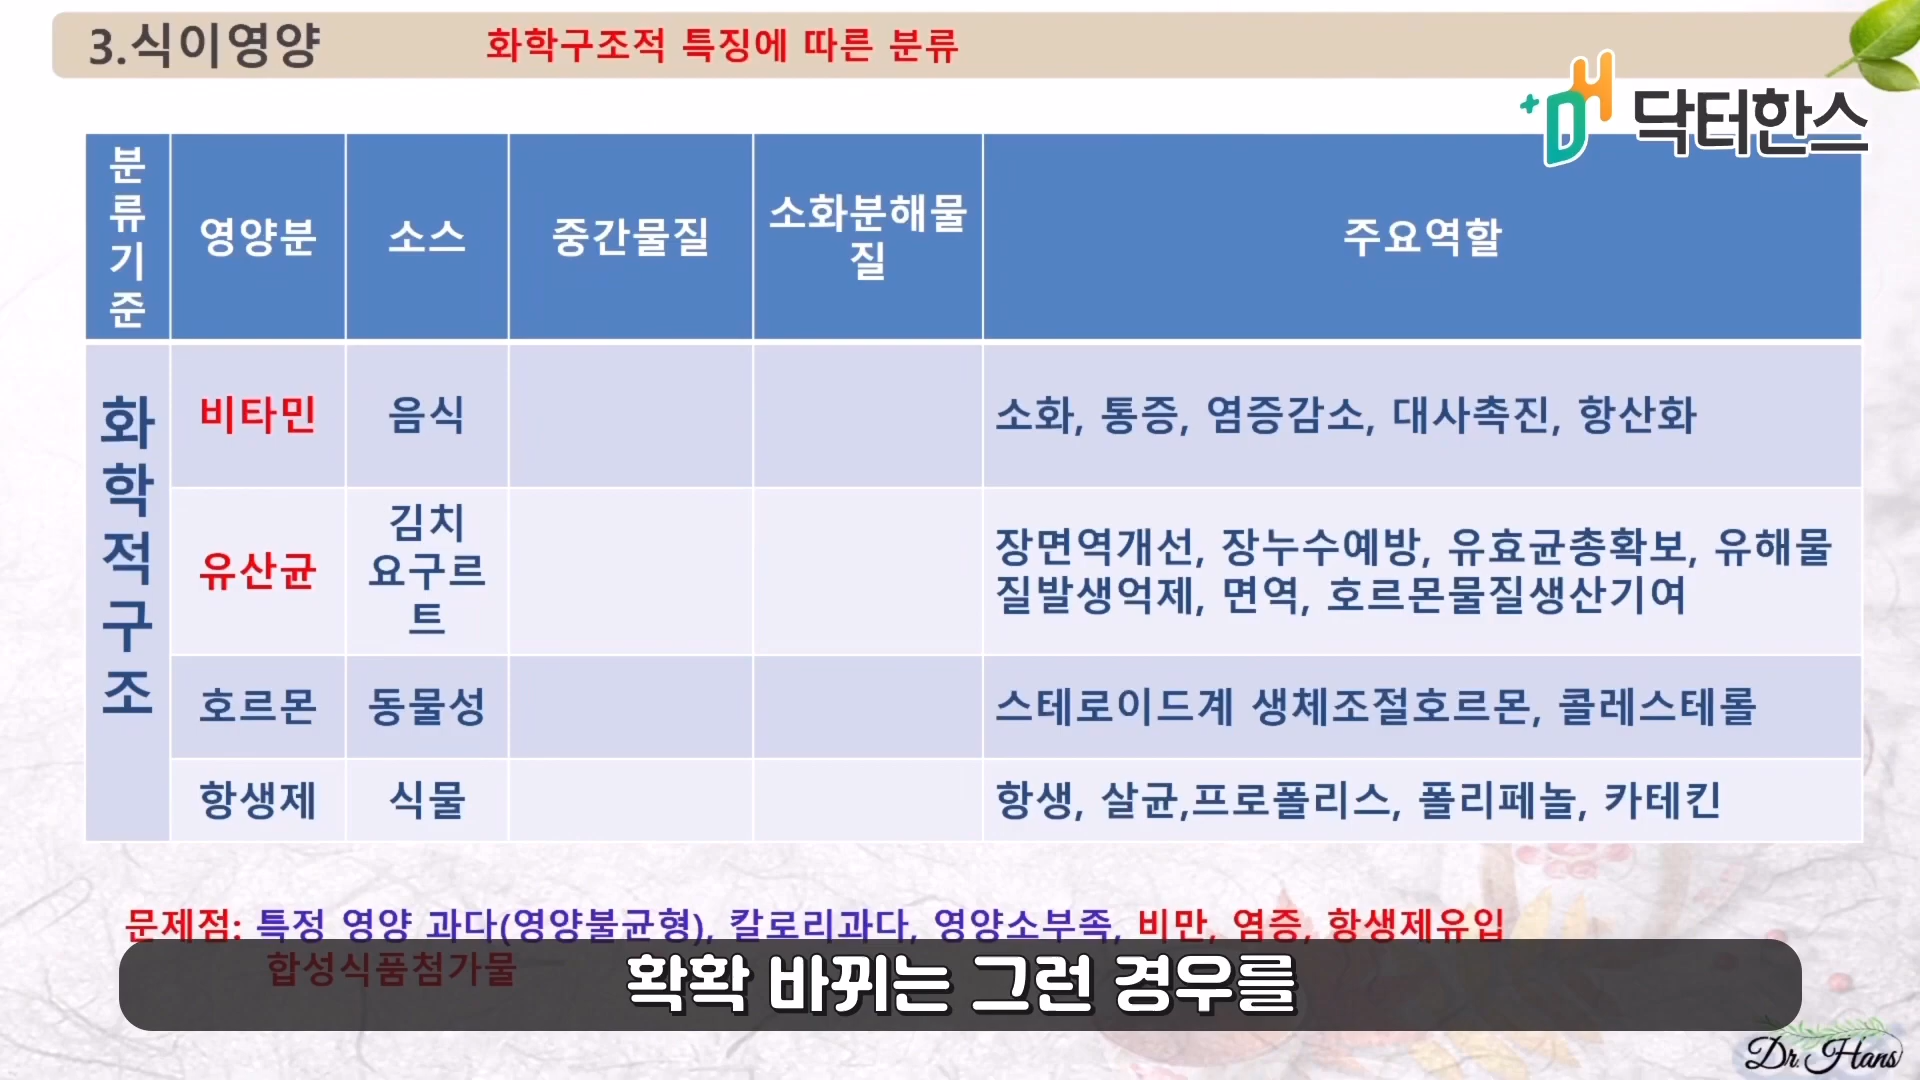 3.식이영양
화학구조적 특징에 따른 분류
닥터한스
분
류
기
준
영양분
소스
중간물질
소화분해물
질
주요역할
화
학
적
구
조
비타민
음식
소화, 통증, 염증감소, 대사촉진, 항산화
유산균
김치
요구르
트
장면역개선, 장누수예방, 유효균총확보, 유해물
질발생억제, 면역, 호르몬물질생산기여
호르몬
동물성
스테로이드계 생체조절호르몬, 콜레스테롤
항생제
식물
항생, 살균,프로폴리스, 폴리페놀, 카테킨
문제점: 특정 영양 과다(영양불균형), 칼로리과다, 영양소부족, 비만, 염증, 항생제유입
합성식품첨가물
확확 바뀌는 그런 경우를
Dr. Hans